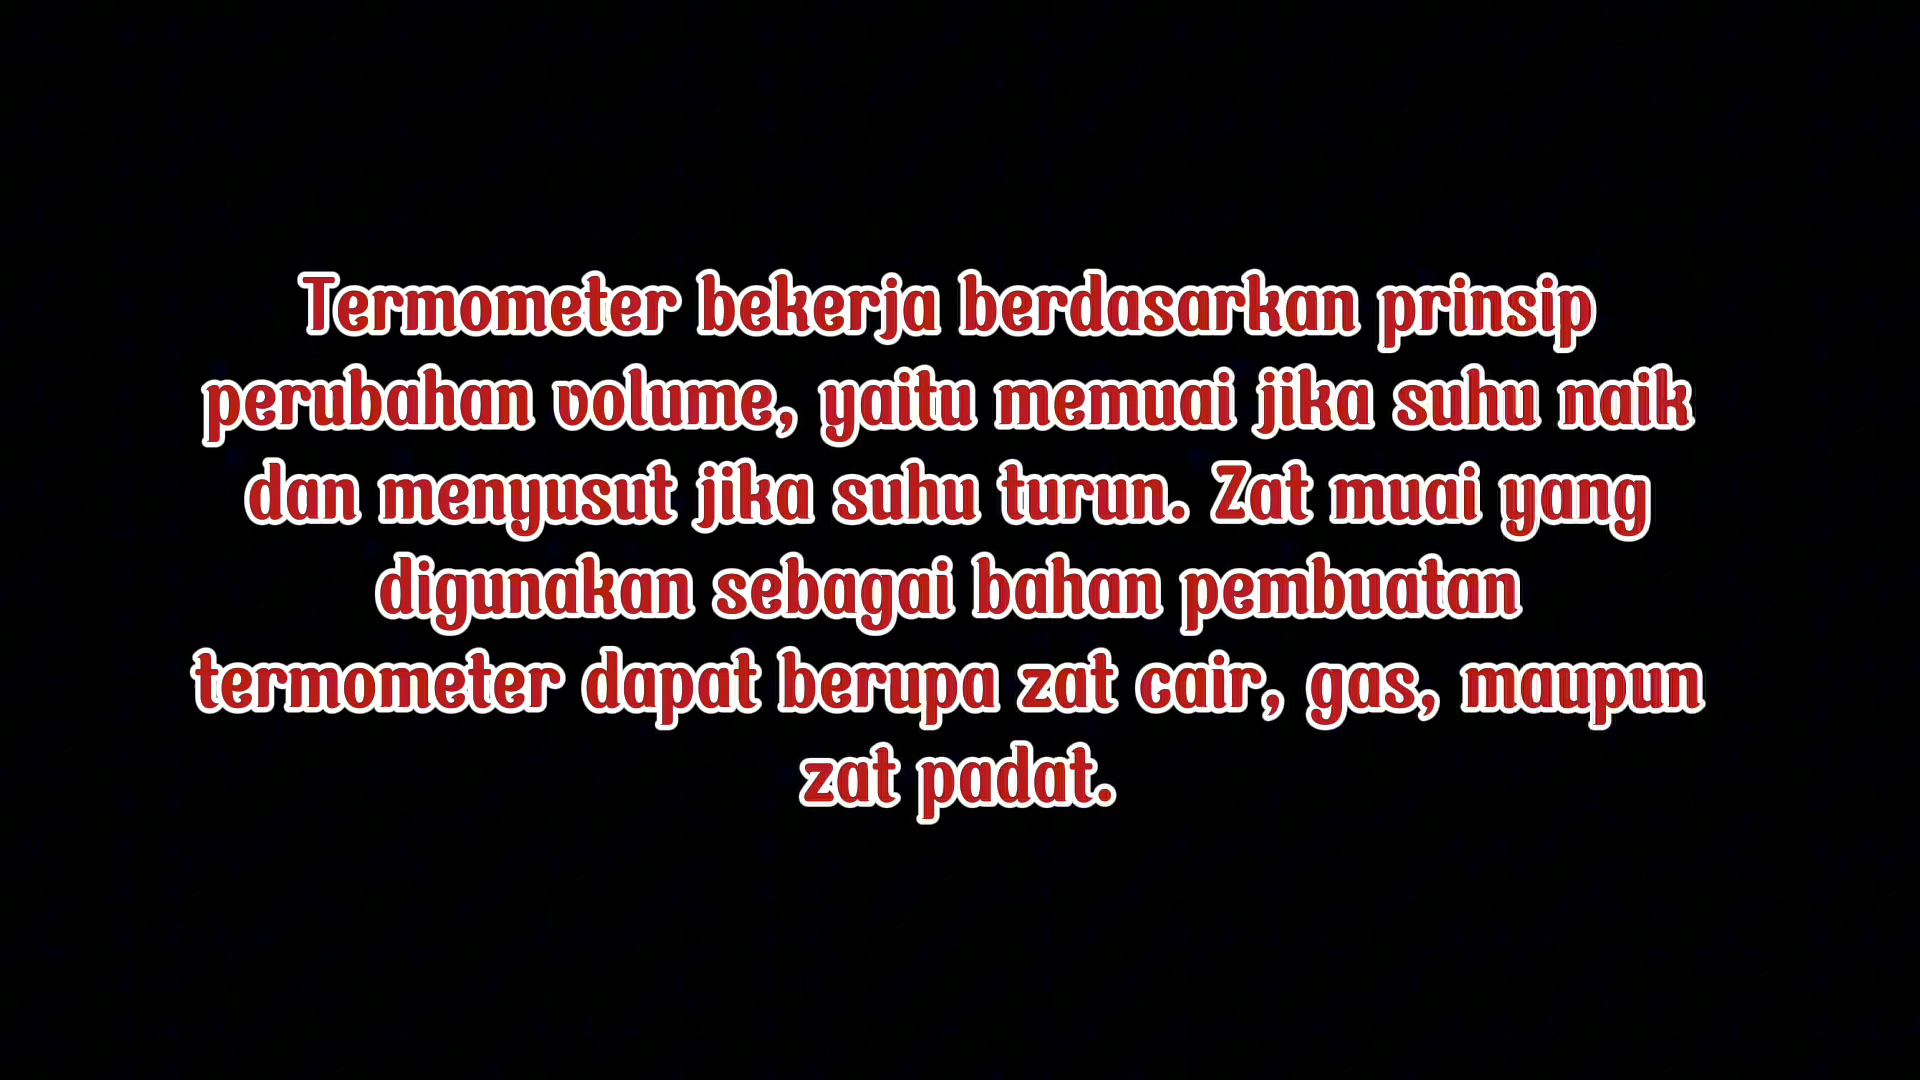 Termometer bekerja berdasarkan prinsip
perubahan volume, yaitu memuai jika suhu naik
dan menyusut jika suhu turun. Zat muai yang
digunakan sebagai bahan pembuatan
termometer dapat berupa zat cair, gas, maupun
zat padat.